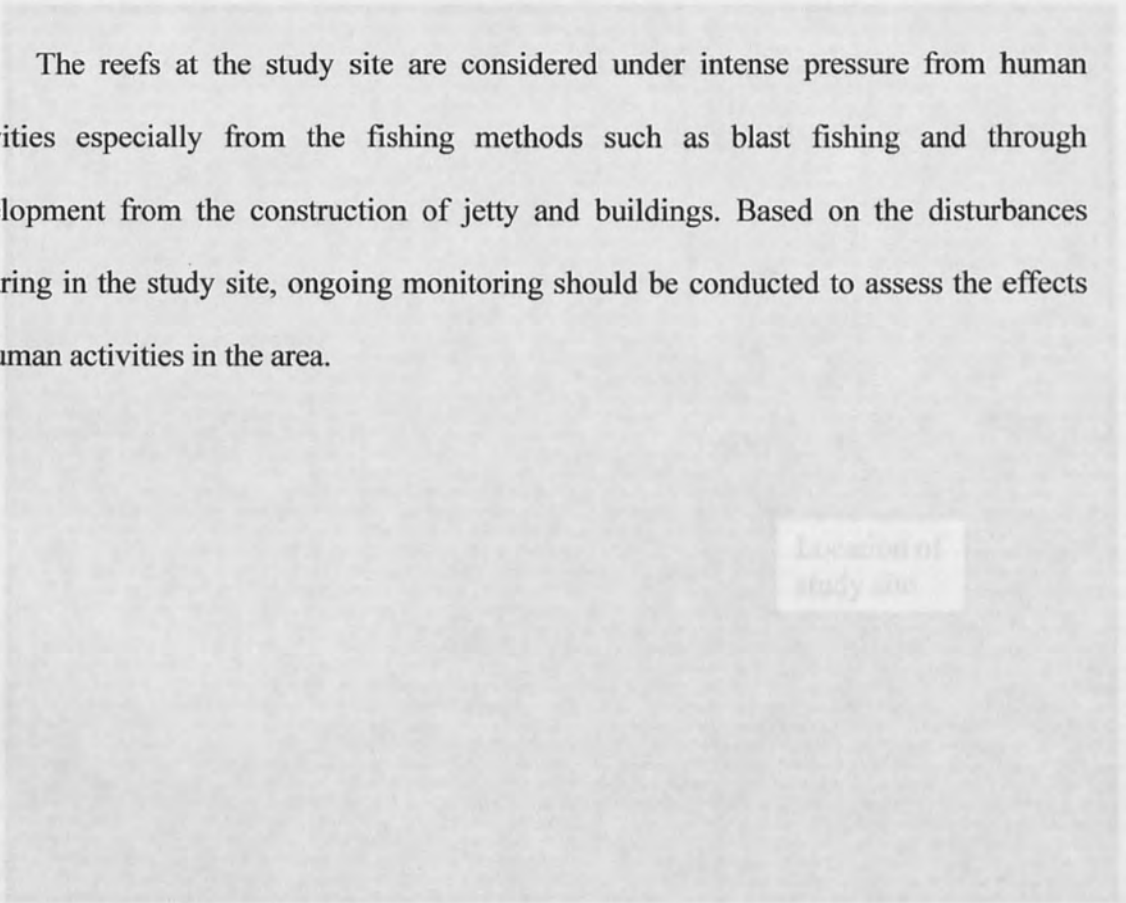 The reefs at the study site are considered under intense pressure from human
ities especially from the fishing methods such as blast fishing and through
lopment from the construction of jetty and buildings. Based on the disturbances
ring in the study site, ongoing monitoring should be conducted to assess the effects
uman activities in the area.
Location of
study site